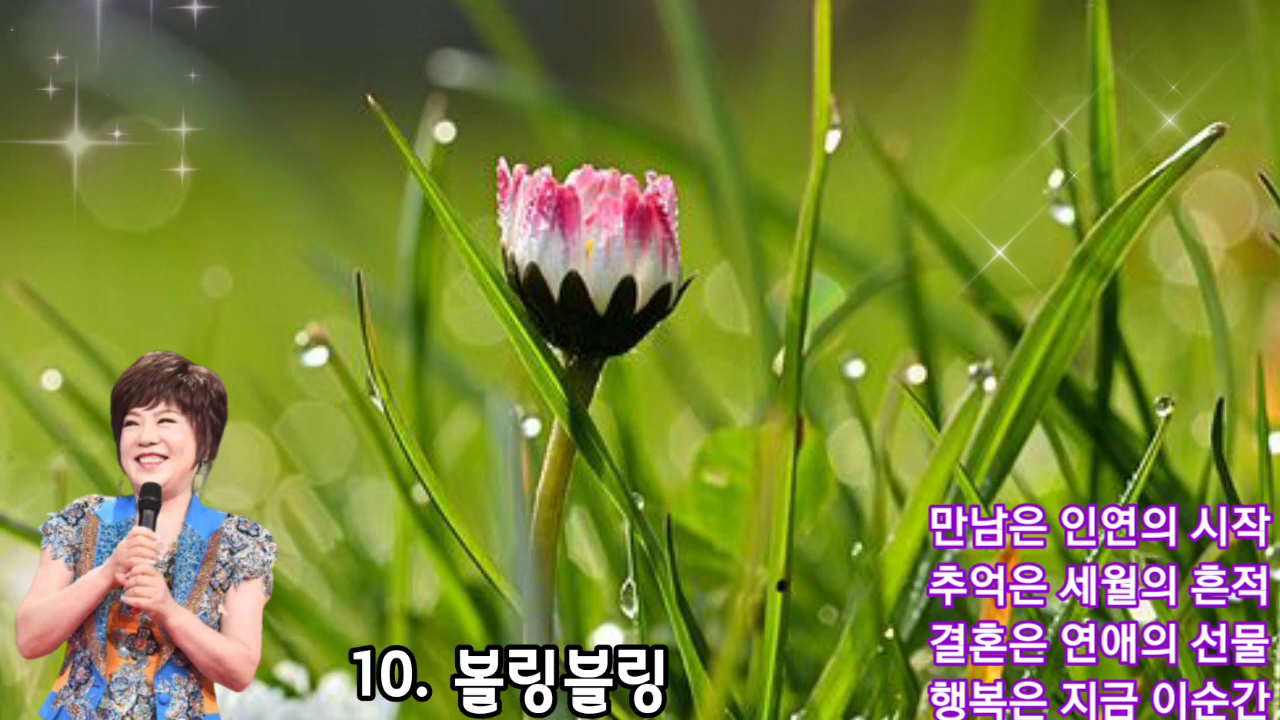 10. 볼링블링
만남은 인연의 시작
추억은 세월의 흔적
결혼은 연애의 선물
행복은 지금 이순간